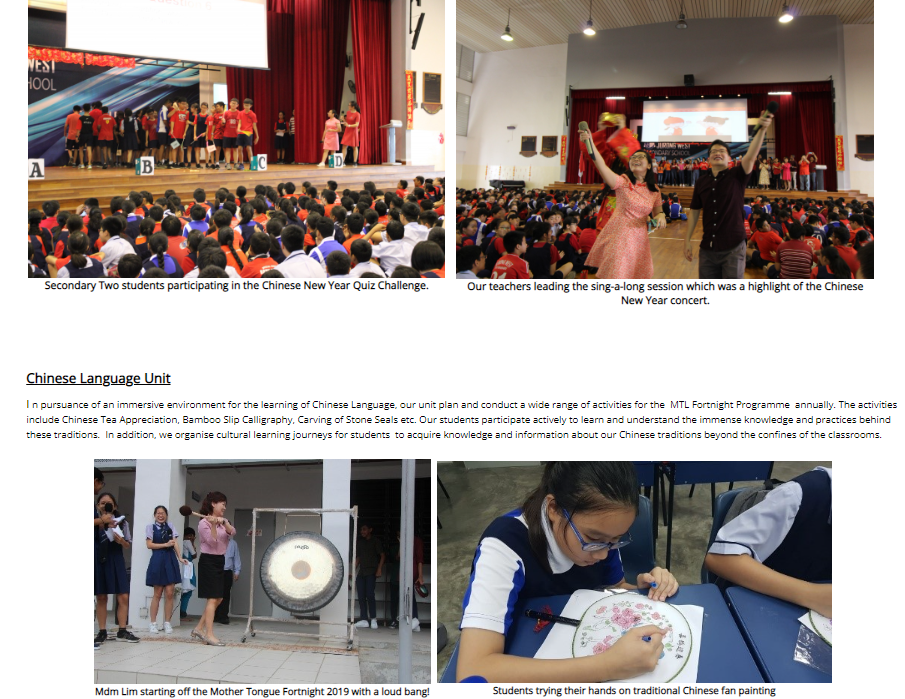 WEST
HOOL
A
B
C
D
JURONG WEST
SECONDARY SCHOOL
Secondary Two students participating in the Chinese New Year Quiz Challenge.
Our teachers leading the sing-a-long session which was a highlight of the Chinese
New Year concert.
Chinese Language Unit
I n pursuance of an immersive environment for the learning of Chinese Language, our unit plan and conduct a wide range of activities for the  MTL Fortnight Programme  annually. The activities
include Chinese Tea Appreciation, Bamboo Slip Calligraphy, Carving of Stone Seals etc. Our students participate actively to learn and understand the immense knowledge and practices behind
these traditions.  In addition, we organise cultural learning journeys for students  to acquire knowledge and information about our Chinese traditions beyond the confines of the classrooms.
Mdm Lim starting off the Mother Tongue Fortnight 2019 with a loud bang!
Students trying their hands on traditional Chinese fan painting